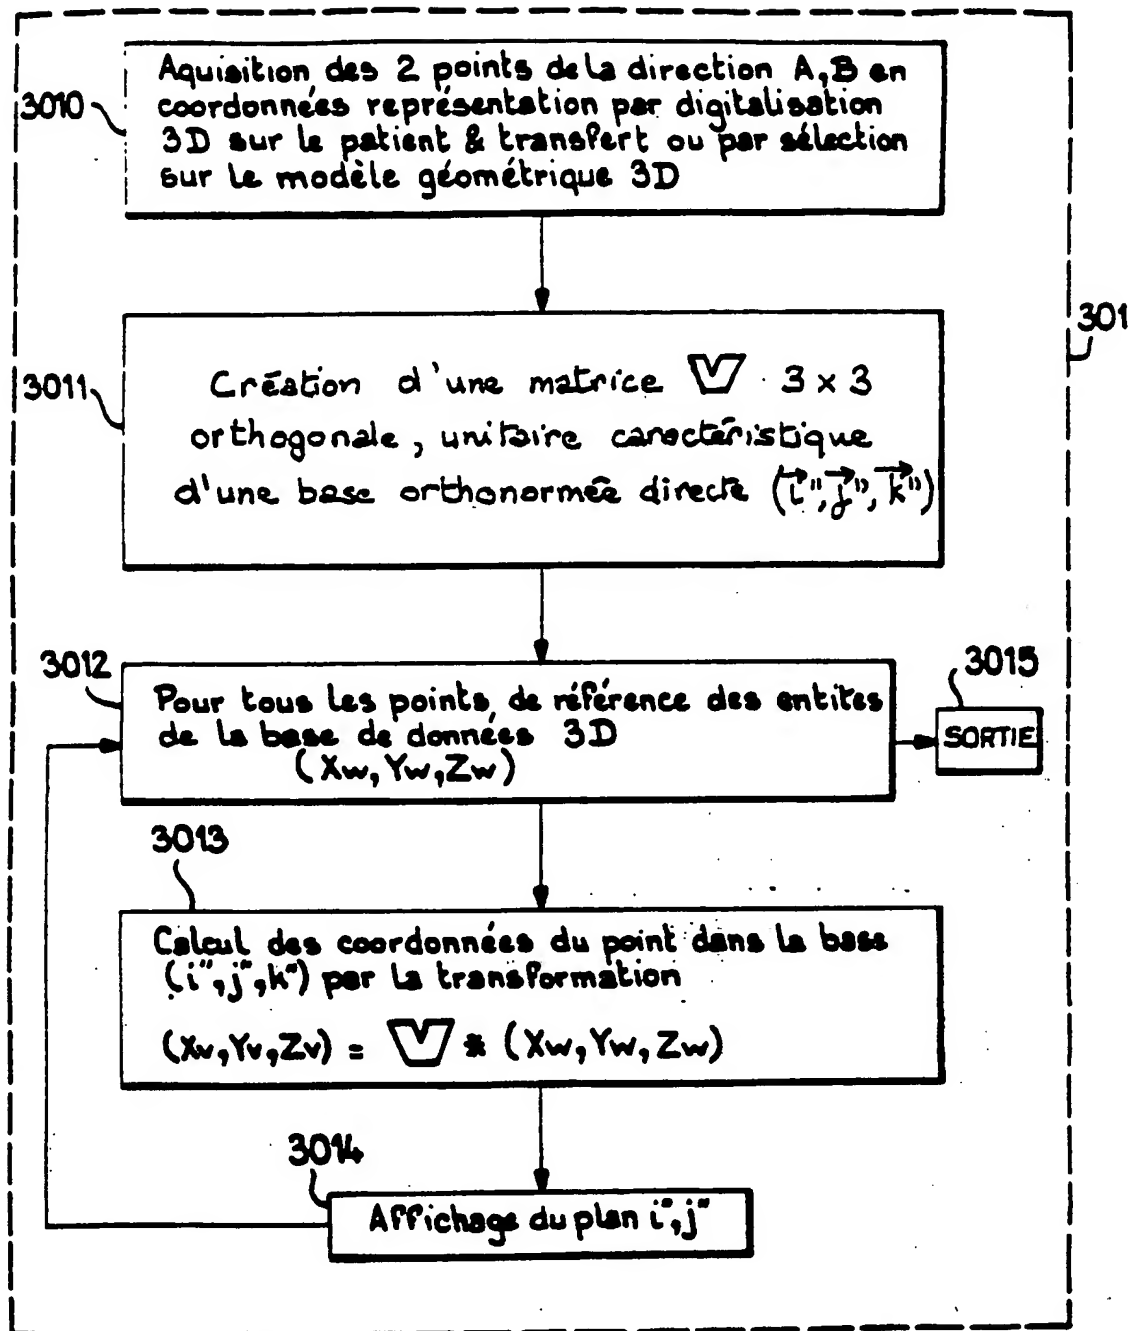 3010
Aquisition des 2 points de la direction A,B en
coordonnées représentation par digitalisation
3D sur le patient & transfert ou par sélection
sur le modèle géométrique 3D
301
3011
Création d'une matrice V 3 x 3
orthogonale, unitaire caractéristique
d'une base orthonormée directe (i",j",k")
3012
Pour tous les points, de référence des entites
de la base de données 3D
(Xw,Yw,Zw)
3015
SORTIE
3013
Calcul des coordonnées du point dans la base
(i",j",k") par la transformation
(Xv,Yv,Zv) = V * (Xw,Yw,Zw)
3014
Affichage du plan i",j"